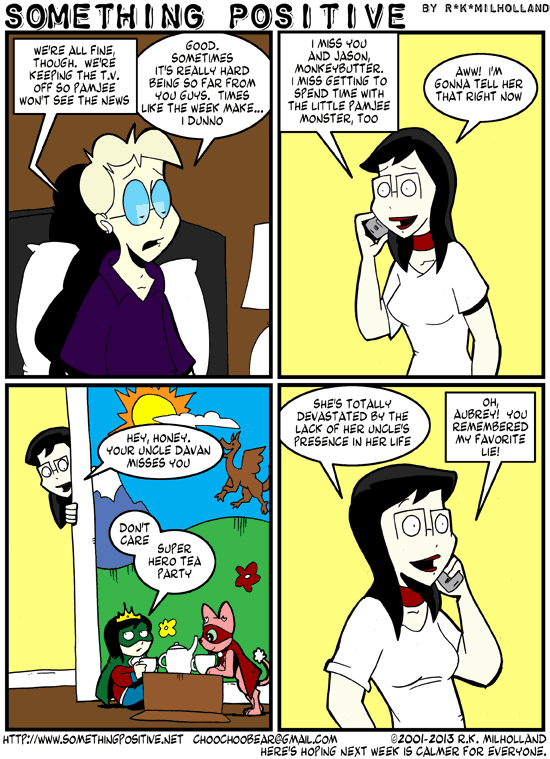 SOMETHING POSITIVE BY R*K*MILHOLLAND
WE'RE ALL FINE,
THOUGH. WE'RE
KEEPING THE T.V.
OFF SO PAMJEE
WON'T SEE THE NEWS
GOOD.
SOMETIMES
IT'S REALLY HARD
BEING SO FAR FROM
YOU GUYS. TIMES
LIKE THE WEEK MAKE...
I DUNNO
I MISS YOU
AND JASON,
MONKEYBUTTER.
I MISS GETTING TO
SPEND TIME WITH
THE LITTLE PAMJEE
MONSTER, TOO
AWW! I'M
GONNA TELL HER
THAT RIGHT NOW
HEY, HONEY.
YOUR UNCLE DAVAN
MISSES YOU
DON'T
CARE
SUPER
HERO TEA
PARTY
SHE'S TOTALLY
DEVASTATED BY THE
LACK OF HER UNCLE'S
PRESENCE IN HER LIFE
OH,
AUBREY! YOU
REMEMBERED
MY FAVORITE
LIE!
HTTP://WWW.SOMETHINGPOSITIVE.NET CHOOCHOOBEAR@GMAIL.COM ©2001-2013 R.K. MILHOLLAND
HERE'S HOPING NEXT WEEK IS CALMER FOR EVERYONE.